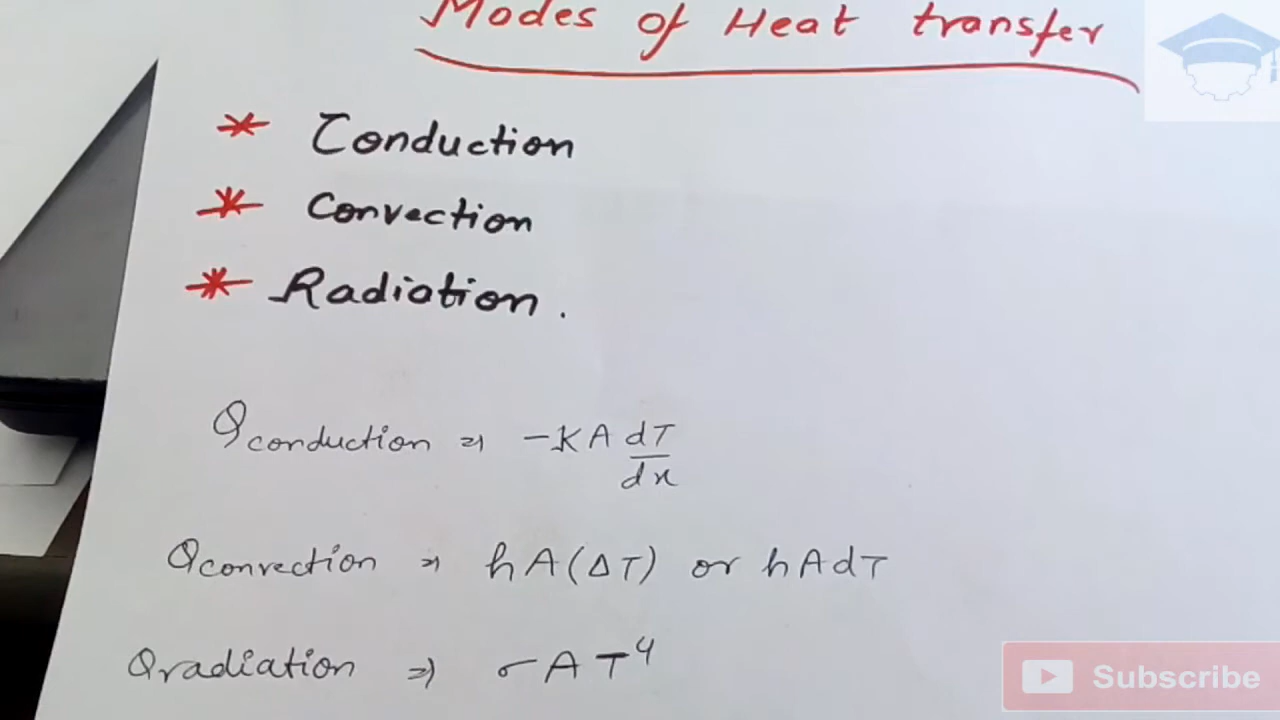 Modes of Heat transfer
* Conduction
* Convection
* Radiation.
Qconduction ⇒ -KA dT/dx
Qconvection ⇒ hA(ΔT) or hAdT
Qradiation ⇒ σAT⁴
Subscribe